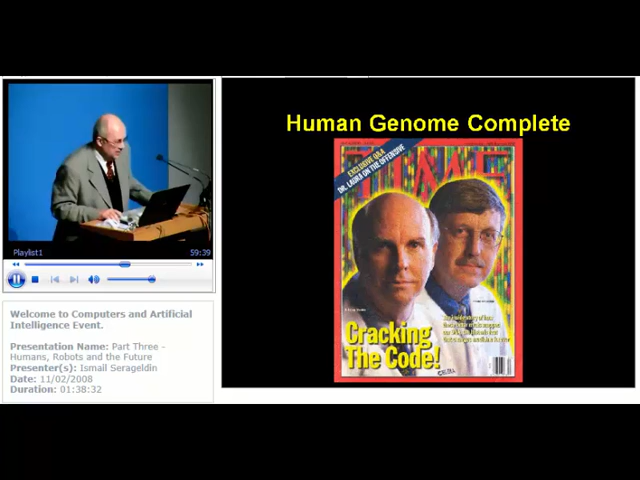 Human Genome Complete
EXCLUSIVE Q&A
DR. LAURA ON THE OFFENSIVE
TIME
Cracking
The Code!
Playlist1
59:39
Welcome to Computers and Artificial
Intelligence Event.
Presentation Name: Part Three -
Humans, Robots and the Future
Presenter(s): Ismail Serageldin
Date: 11/02/2008
Duration: 01:38:32